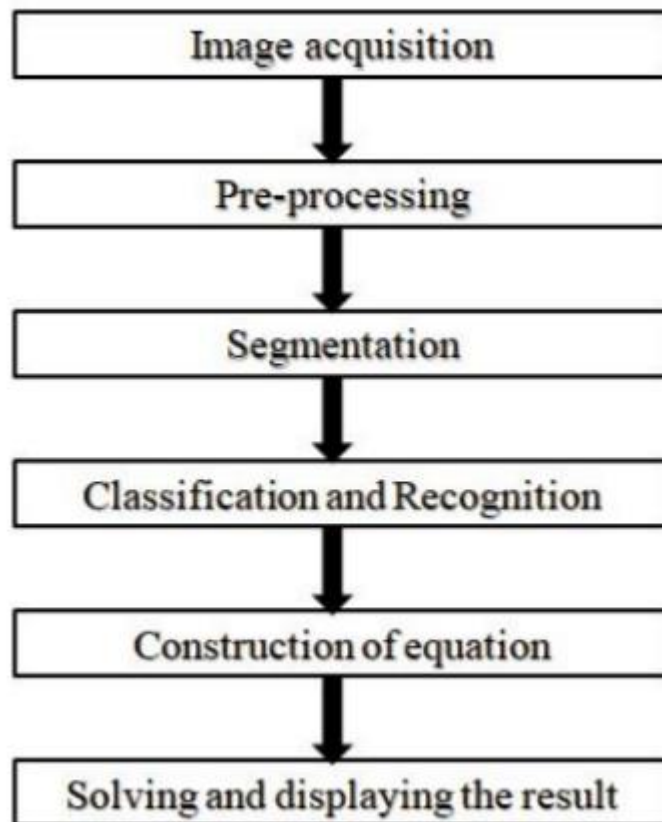 Image acquisition
Pre-processing
Segmentation
Classification and Recognition
Construction of equation
Solving and displaying the result